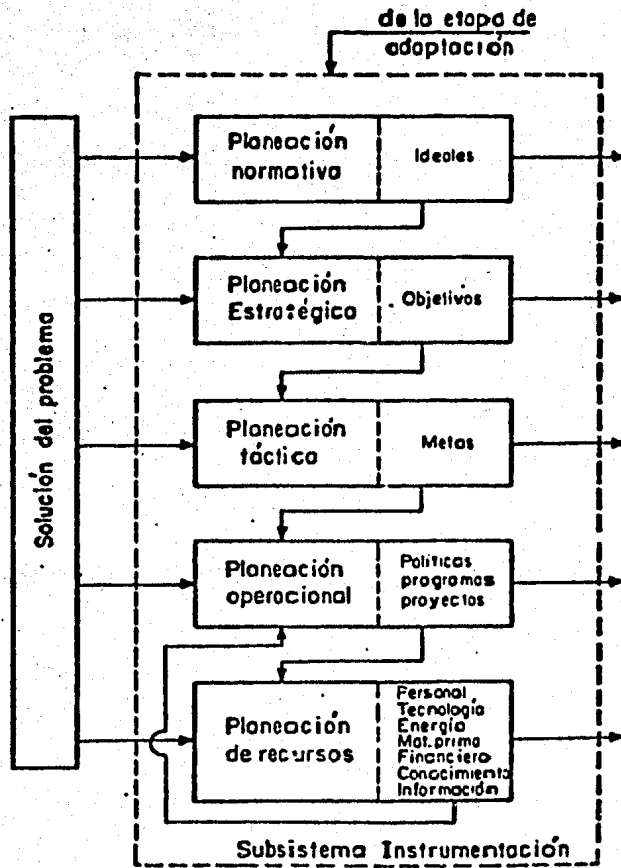 de la etapa de
adaptación
Solución del problema
Planeación
normativa
Ideales
Planeación
Estratégica
Objetivos
Planeación
táctica
Metas
Planeación
operacional
Políticas
programas
proyectos
Planeación
de recursos
Personal
Tecnología
Energía
Mat. prima
Financiero
Conocimiento
Información
Subsistema Instrumentación